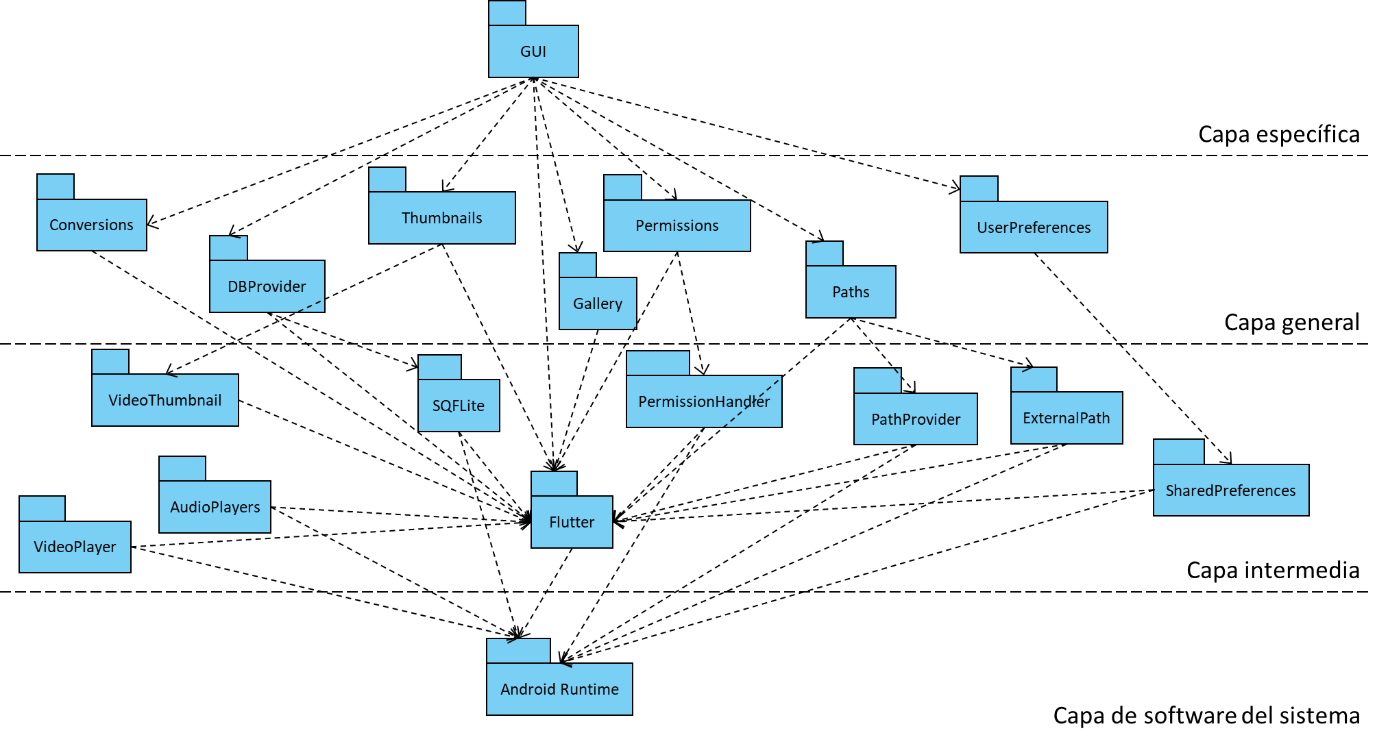 GUI
Capa específica
Conversions
Thumbnails
Permissions
UserPreferences
DBProvider
Gallery
Paths
Capa general
VideoThumbnail
SQFLite
PermissionHandler
PathProvider
ExternalPath
AudioPlayers
SharedPreferences
VideoPlayer
Flutter
Capa intermedia
Android Runtime
Capa de software del sistema